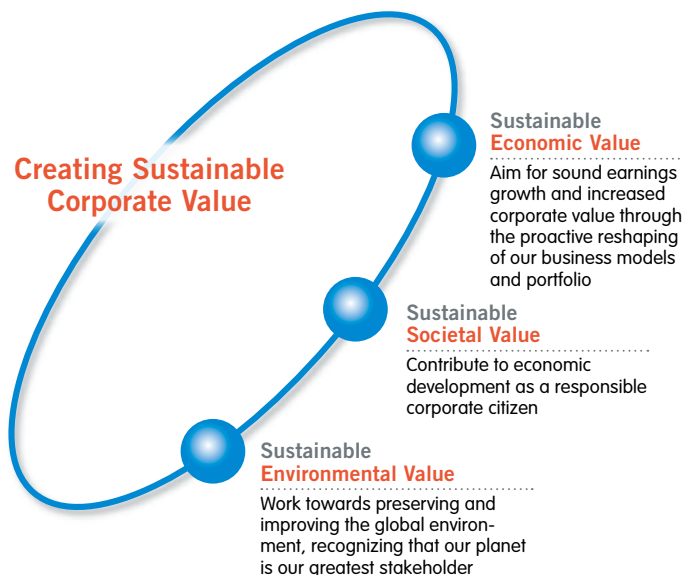 Creating Sustainable
Corporate Value
Sustainable
Economic Value
Aim for sound earnings
growth and increased
corporate value through
the proactive reshaping
of our business models
and portfolio
Sustainable
Societal Value
Contribute to economic
development as a responsible
corporate citizen
Sustainable
Environmental Value
Work towards preserving and
improving the global environ-
ment, recognizing that our planet
is our greatest stakeholder